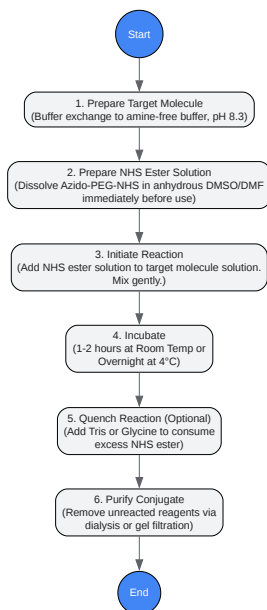 Start
1. Prepare Target Molecule
(Buffer exchange to amine-free buffer, pH 8.3)
2. Prepare NHS Ester Solution
(Dissolve Azido-PEG-NHS in anhydrous DMSO/DMF
immediately before use)
3. Initiate Reaction
(Add NHS ester solution to target molecule solution.
Mix gently.)
4. Incubate
(1-2 hours at Room Temp or
Overnight at 4°C)
5. Quench Reaction (Optional)
(Add Tris or Glycine to consume
excess NHS ester)
6. Purify Conjugate
(Remove unreacted reagents via
dialysis or gel filtration)
End